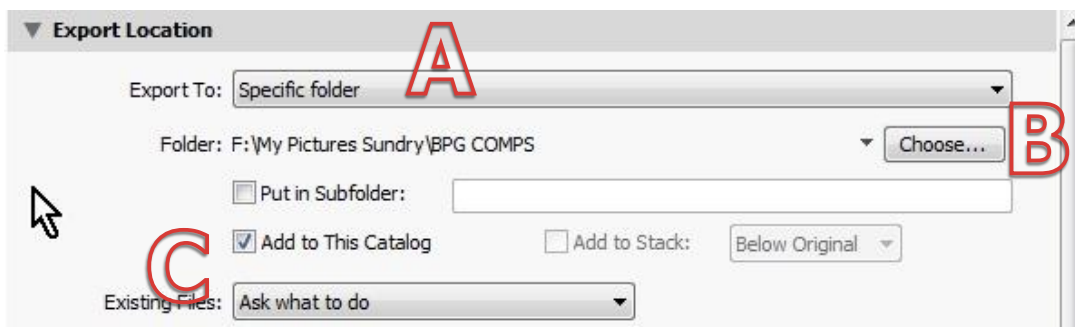 Export Location
A
Export To: Specific folder
Folder: F:\My Pictures Sundry\BPG COMPS Choose... B
Put in Subfolder:
C Add to This Catalog Add to Stack: Below Original
Existing Files: Ask what to do